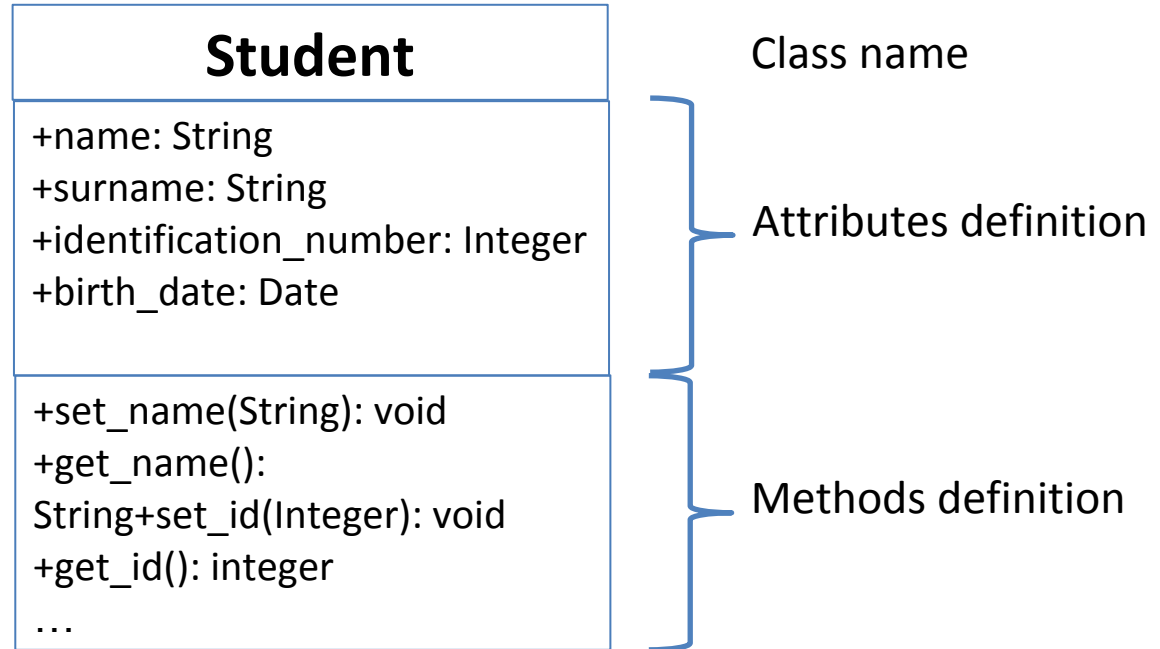 Student
Class name
+name: String
+surname: String
+identification_number: Integer
+birth_date: Date
Attributes definition
+set_name(String): void
+get_name():
String+set_id(Integer): void
+get_id(): integer
…
Methods definition